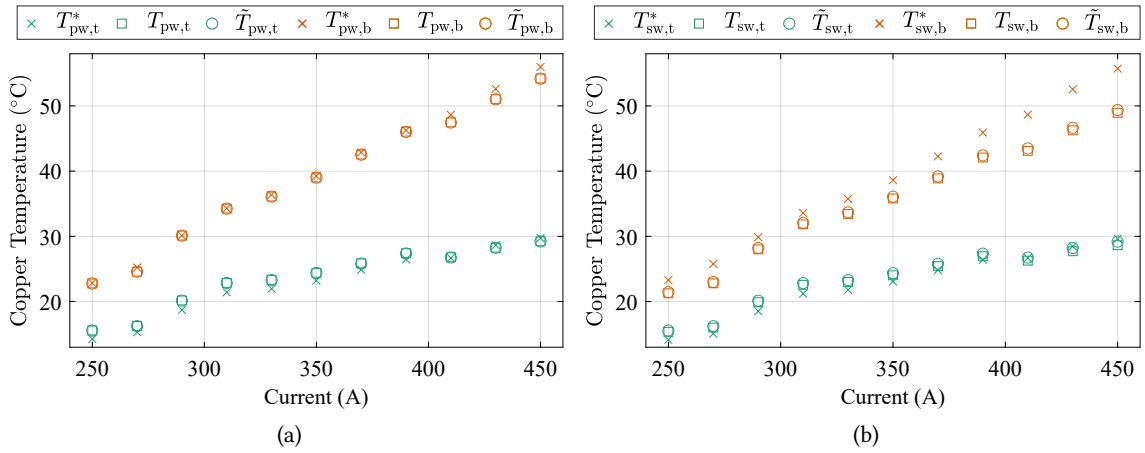 T*pw,t Tpw,t T̃pw,t T*pw,b Tpw,b T̃pw,b
Copper Temperature (°C)
50
40
30
20
250 300 350 400 450
Current (A)
(a)
T*sw,t Tsw,t T̃sw,t T*sw,b Tsw,b T̃sw,b
Copper Temperature (°C)
50
40
30
20
250 300 350 400 450
Current (A)
(b)